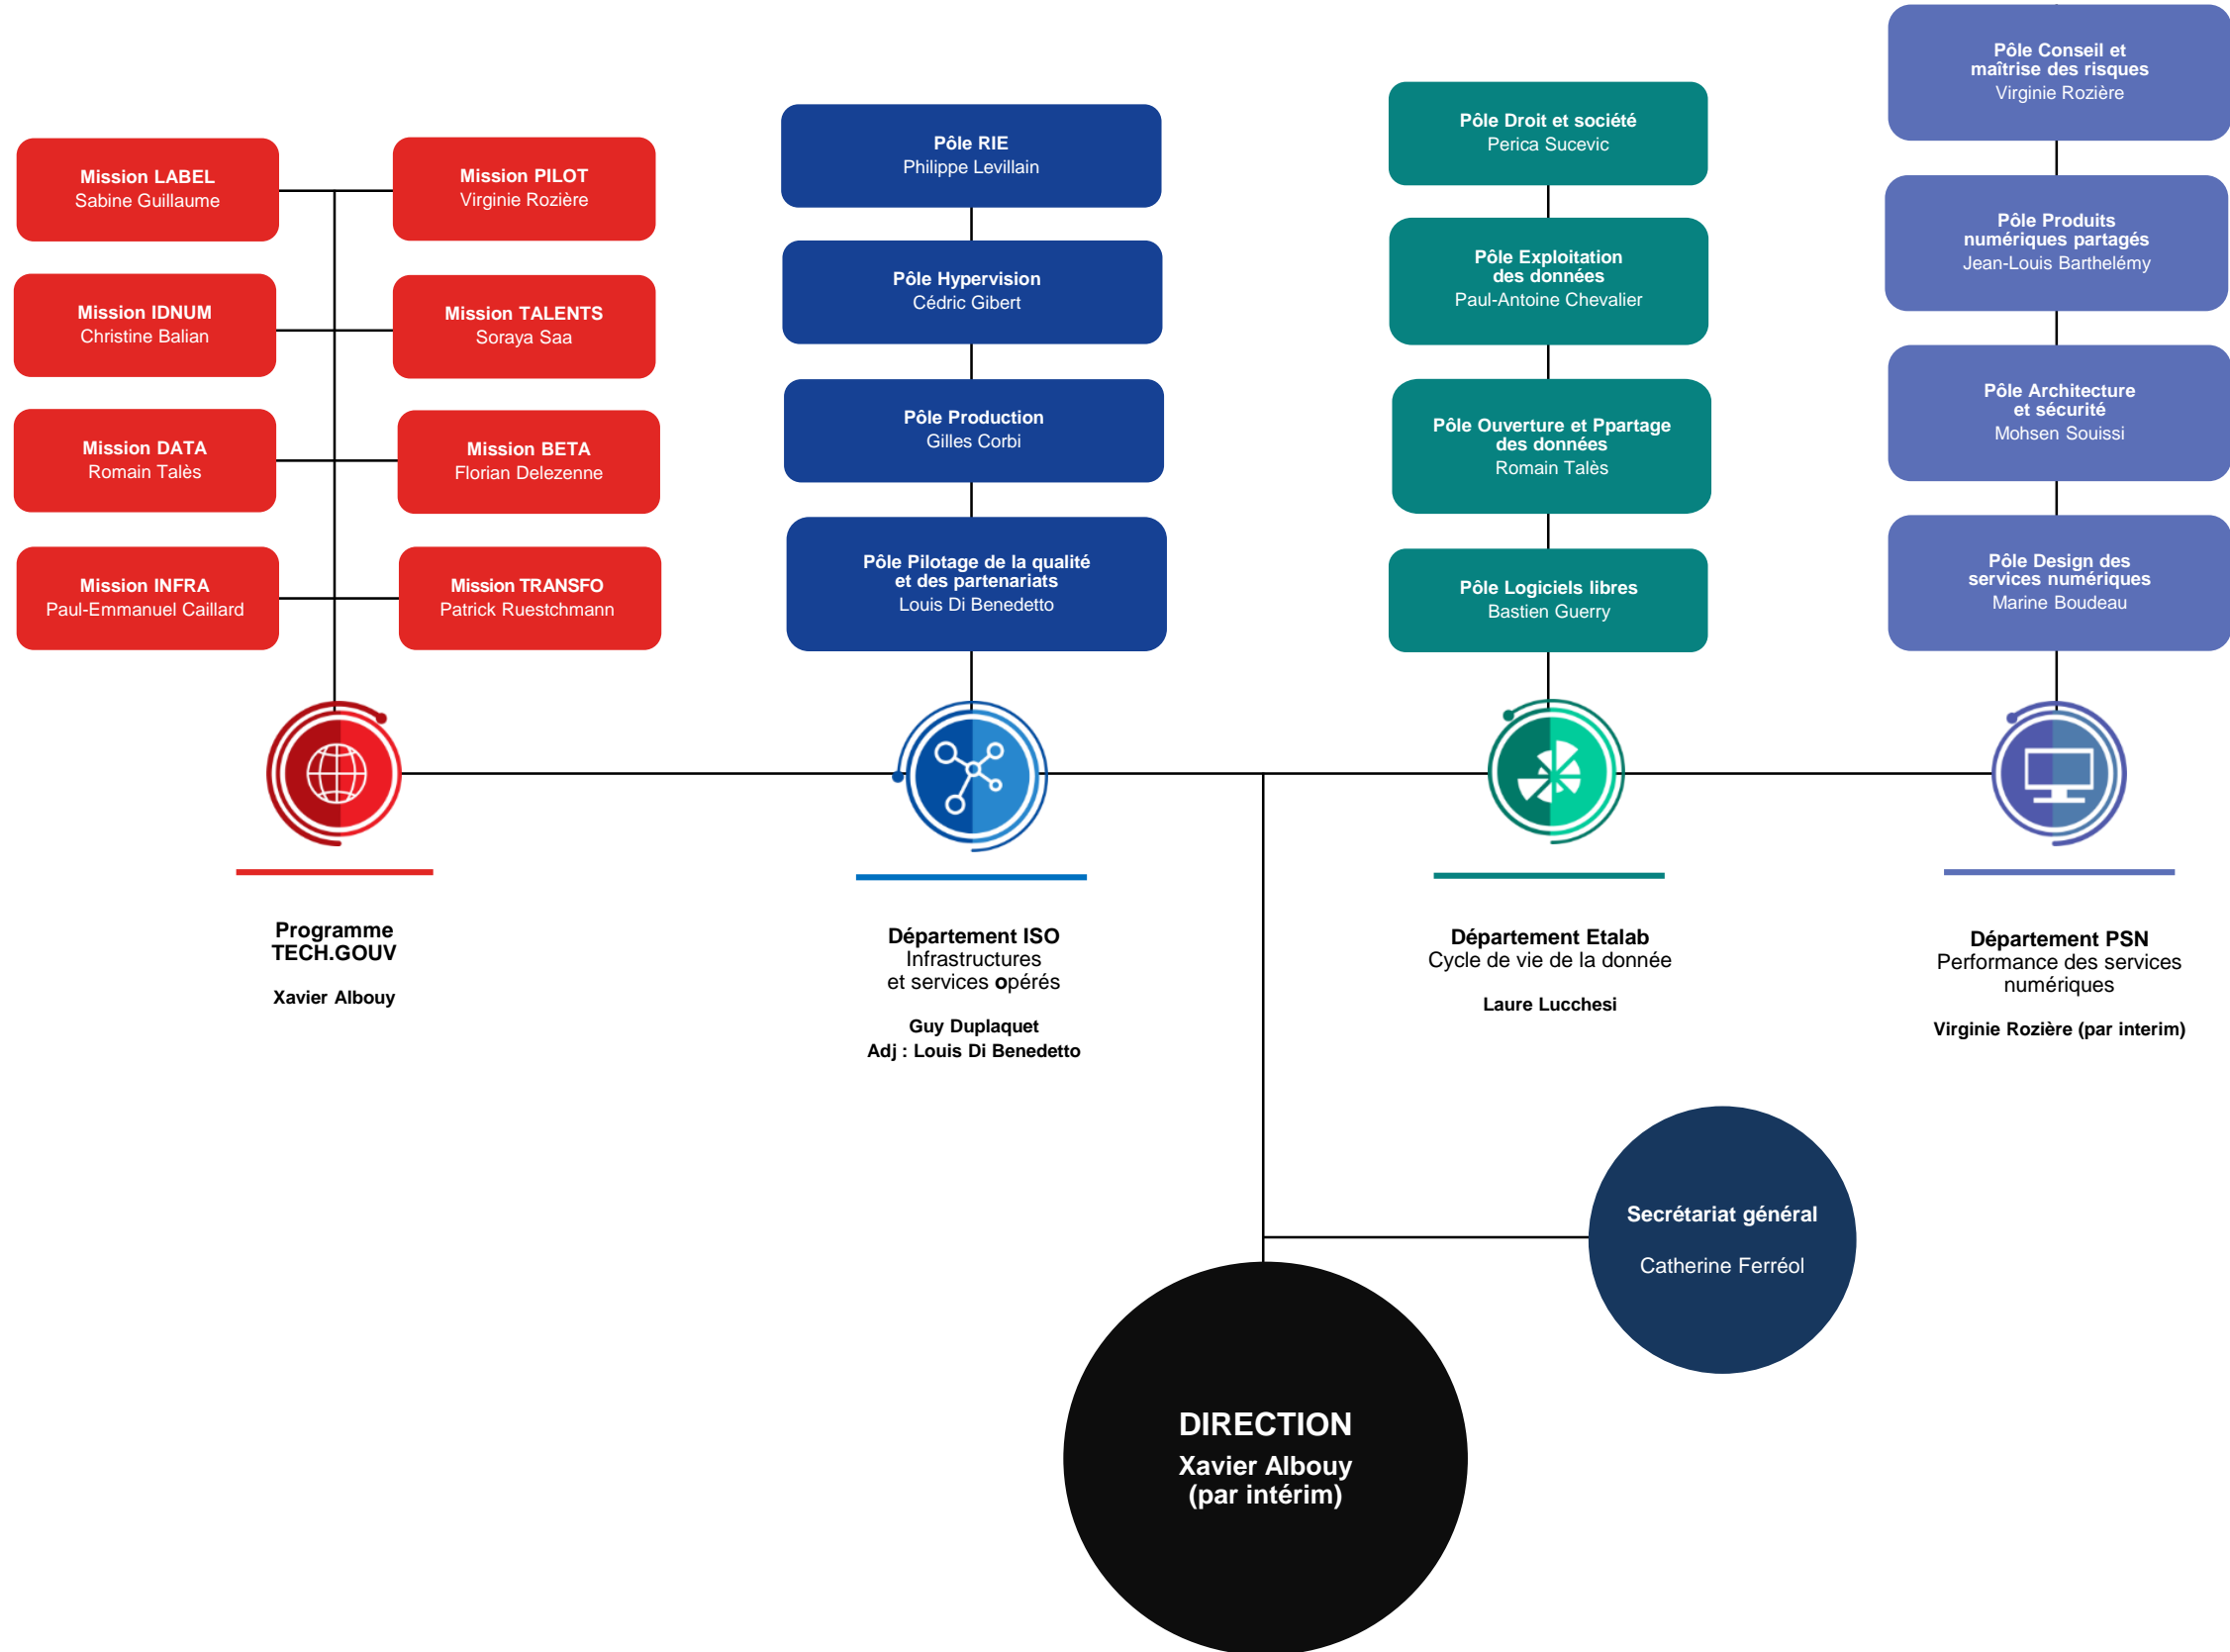 Mission LABEL
Sabine Guillaume
Mission PILOT
Virginie Rozière
Mission IDNUM
Christine Balian
Mission TALENTS
Soraya Saa
Mission DATA
Romain Talès
Mission BETA
Florian Delezenne
Mission INFRA
Paul-Emmanuel Caillard
Mission TRANSFO
Patrick Ruestchmann
Programme
TECH.GOUV
Xavier Albouy
Pôle RIE
Philippe Levillain
Pôle Hypervision
Cédric Gibert
Pôle Production
Gilles Corbi
Pôle Pilotage de la qualité
et des partenariats
Louis Di Benedetto
Département ISO
Infrastructures
et services opérés
Guy Duplaquet
Adj : Louis Di Benedetto
Pôle Droit et société
Perica Sucevic
Pôle Exploitation
des données
Paul-Antoine Chevalier
Pôle Ouverture et Ppartage
des données
Romain Talès
Pôle Logiciels libres
Bastien Guerry
Département Etalab
Cycle de vie de la donnée
Laure Lucchesi
Pôle Conseil et
maîtrise des risques
Virginie Rozière
Pôle Produits
numériques partagés
Jean-Louis Barthelémy
Pôle Architecture
et sécurité
Mohsen Souissi
Pôle Design des
services numériques
Marine Boudeau
Département PSN
Performance des services
numériques
Virginie Rozière (par interim)
Secrétariat général
Catherine Ferréol
DIRECTION
Xavier Albouy
(par intérim)